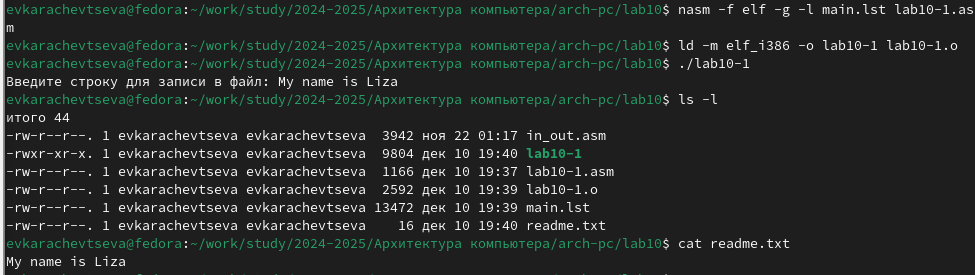 evkarachevtseva@fedora:~/work/study/2024-2025/Архитектура компьютера/arch-pc/lab10$ nasm -f elf -g -l main.lst lab10-1.as
m
evkarachevtseva@fedora:~/work/study/2024-2025/Архитектура компьютера/arch-pc/lab10$ ld -m elf_i386 -o lab10-1 lab10-1.o
evkarachevtseva@fedora:~/work/study/2024-2025/Архитектура компьютера/arch-pc/lab10$ ./lab10-1
Введите строку для записи в файл: My name is Liza
evkarachevtseva@fedora:~/work/study/2024-2025/Архитектура компьютера/arch-pc/lab10$ ls -l
итого 44
-rw-r--r--. 1 evkarachevtseva evkarachevtseva  3942 ноя 22 01:17 in_out.asm
-rwxr-xr-x. 1 evkarachevtseva evkarachevtseva  9804 дек 10 19:40 lab10-1
-rw-r--r--. 1 evkarachevtseva evkarachevtseva  1166 дек 10 19:37 lab10-1.asm
-rw-r--r--. 1 evkarachevtseva evkarachevtseva  2592 дек 10 19:39 lab10-1.o
-rw-r--r--. 1 evkarachevtseva evkarachevtseva 13472 дек 10 19:39 main.lst
-rw-r--r--. 1 evkarachevtseva evkarachevtseva    16 дек 10 19:40 readme.txt
evkarachevtseva@fedora:~/work/study/2024-2025/Архитектура компьютера/arch-pc/lab10$ cat readme.txt
My name is Liza